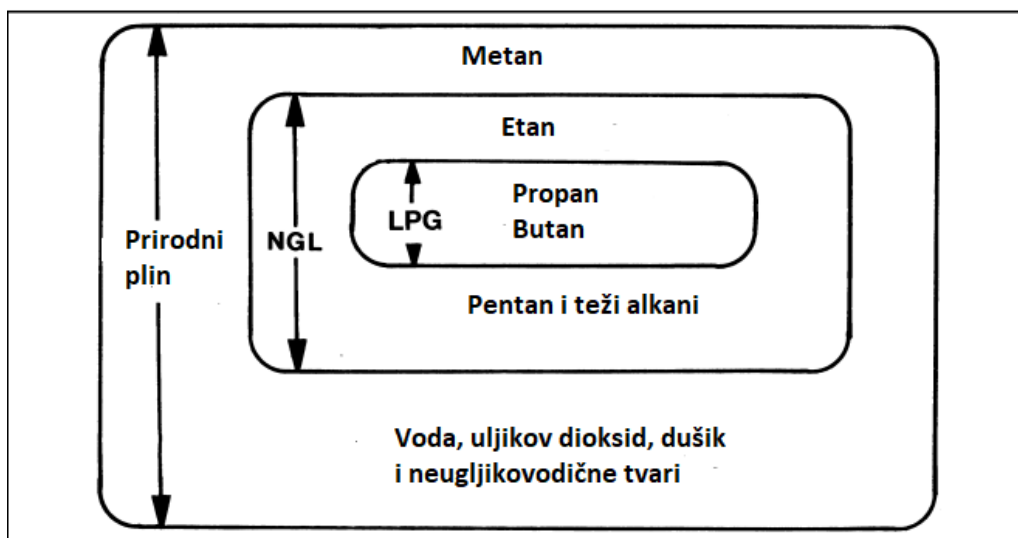 Metan
Etan
Propan
Butan
LPG
NGL
Prirodni
plin
Pentan i teži alkani
Voda, uljikov dioksid, dušik
i neugljikovodične tvari